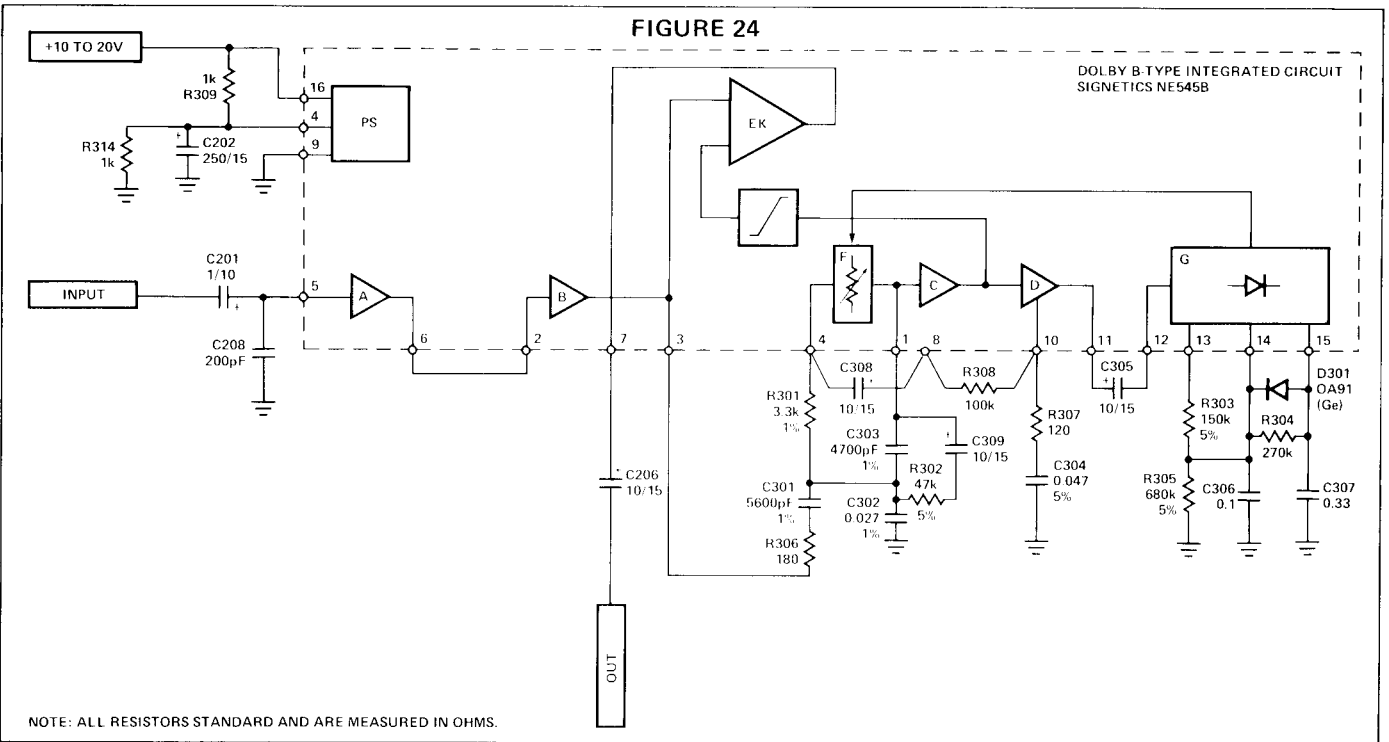 FIGURE 24
+10 TO 20V
DOLBY B-TYPE INTEGRATED CIRCUIT
SIGNETICS NE545B
1k
R309
16
4
9
PS
R314
1k
+
C202
250/15
EK
C201
1/10
+
INPUT
5
A
B
F
C
D
G
C208
200pF
6
2
7
3
4
1
8
10
11
12
13
14
15
C308
10/15
R308
100k
C305
+
10/15
D301
OA91
(Ge)
R301
3.3k
1%
C303
4700pF
1%
+
C309
10/15
R307
120
R303
150k
5%
R304
270k
C206
10/15
C301
5600pF
1%
R302
47k
5%
C304
0.047
5%
C302
0.027
1%
R305
680k
5%
C306
0.1
C307
0.33
R306
180
OUT
NOTE: ALL RESISTORS STANDARD AND ARE MEASURED IN OHMS.